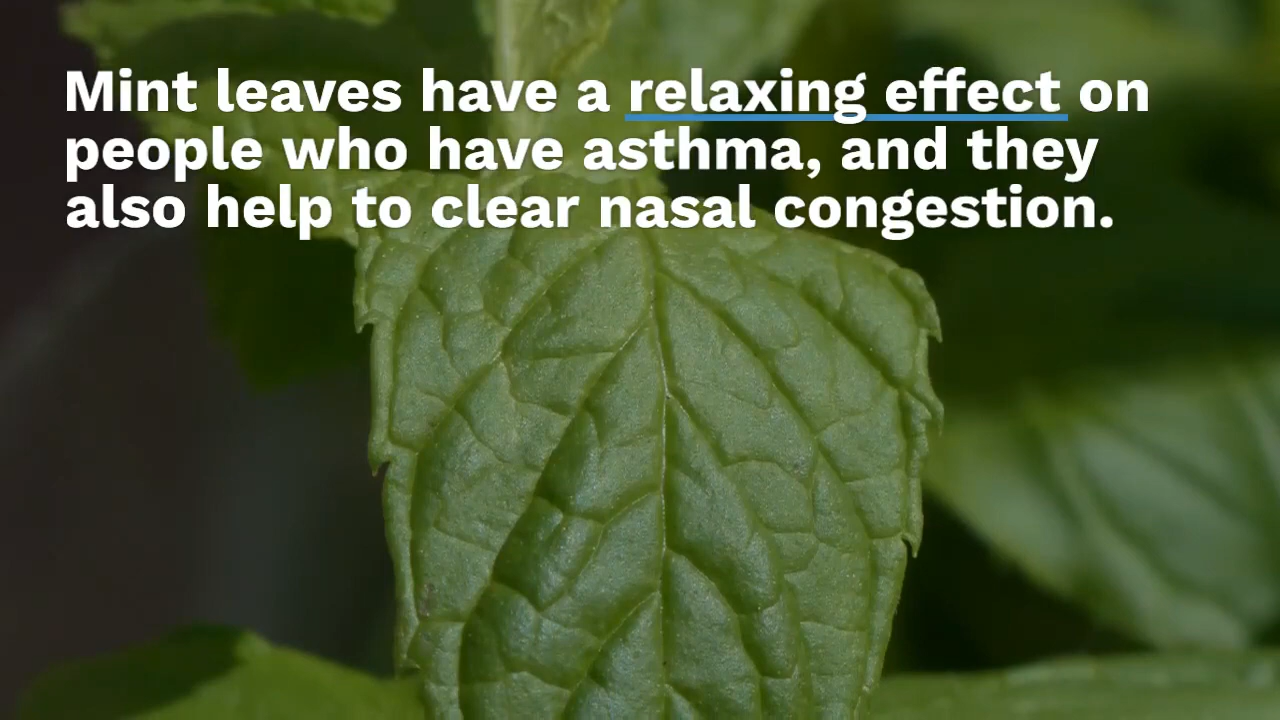 Mint leaves have a relaxing effect on
people who have asthma, and they
also help to clear nasal congestion.